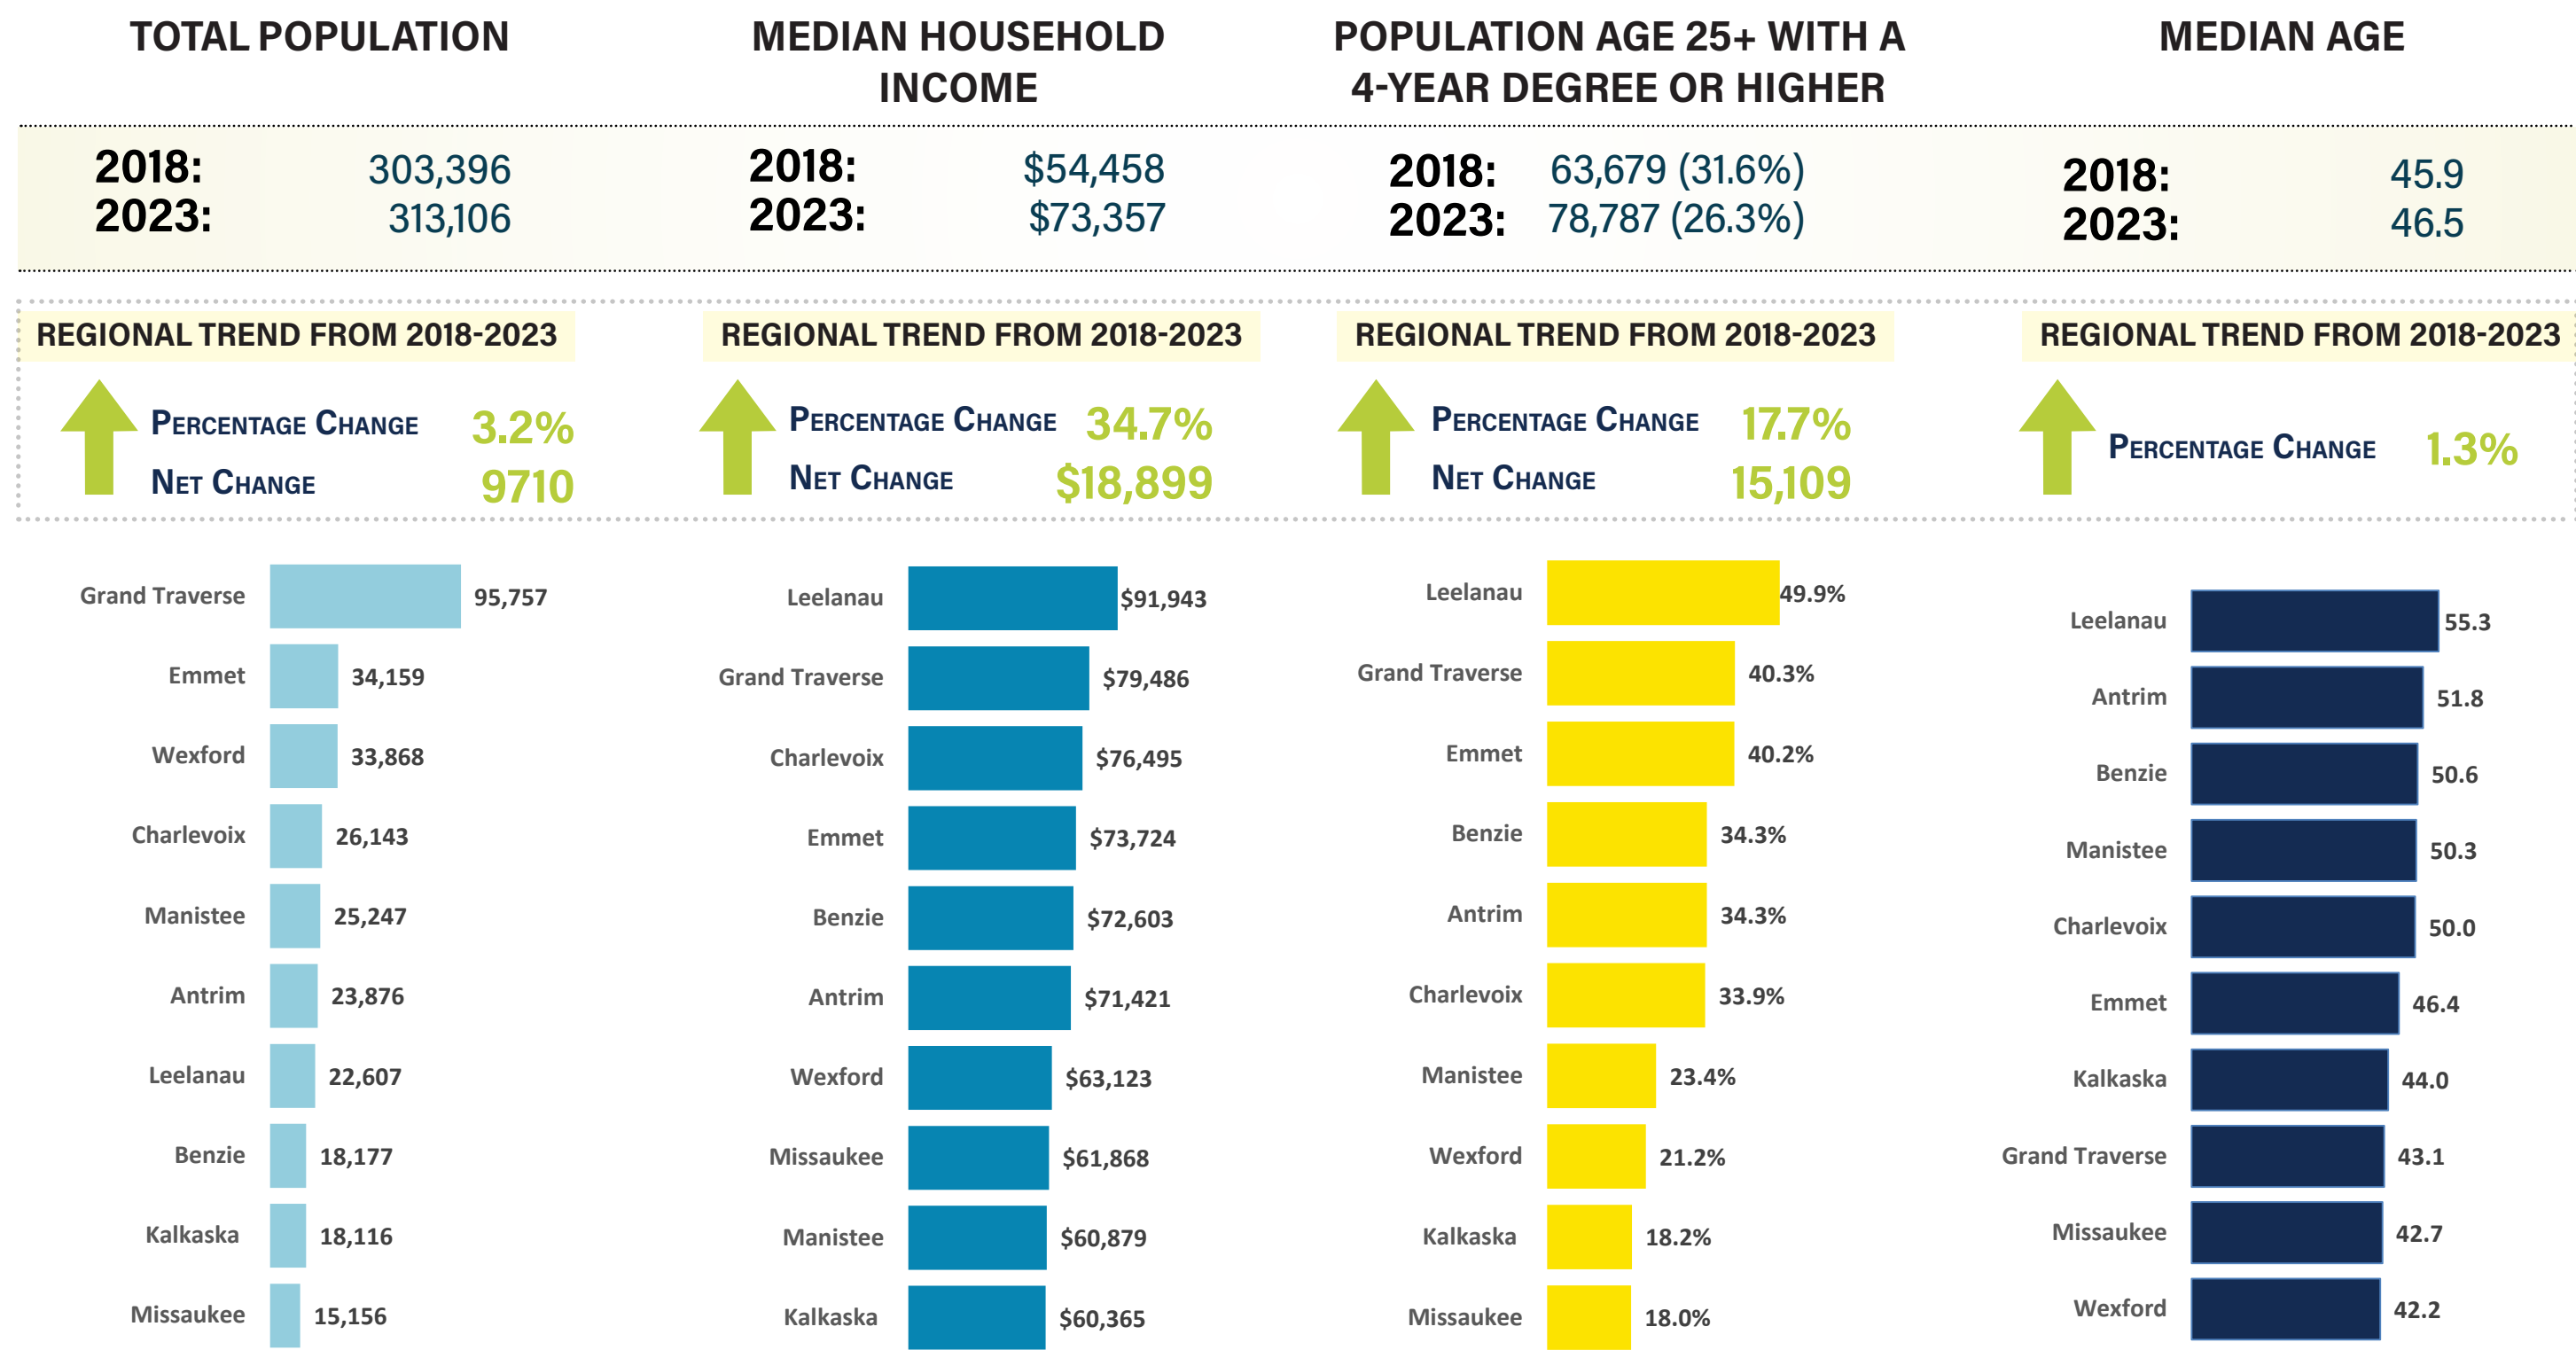 TOTAL POPULATION
2018: 303,396
2023: 313,106
REGIONAL TREND FROM 2018-2023
PERCENTAGE CHANGE 3.2%
NET CHANGE 9710
Grand Traverse 95,757
Emmet 34,159
Wexford 33,868
Charlevoix 26,143
Manistee 25,247
Antrim 23,876
Leelanau 22,607
Benzie 18,177
Kalkaska 18,116
Missaukee 15,156
MEDIAN HOUSEHOLD
INCOME
2018: $54,458
2023: $73,357
REGIONAL TREND FROM 2018-2023
PERCENTAGE CHANGE 34.7%
NET CHANGE $18,899
Leelanau $91,943
Grand Traverse $79,486
Charlevoix $76,495
Emmet $73,724
Benzie $72,603
Antrim $71,421
Wexford $63,123
Missaukee $61,868
Manistee $60,879
Kalkaska $60,365
POPULATION AGE 25+ WITH A
4-YEAR DEGREE OR HIGHER
2018: 63,679 (31.6%)
2023: 78,787 (26.3%)
REGIONAL TREND FROM 2018-2023
PERCENTAGE CHANGE 17.7%
NET CHANGE 15,109
Leelanau 49.9%
Grand Traverse 40.3%
Emmet 40.2%
Benzie 34.3%
Antrim 34.3%
Charlevoix 33.9%
Manistee 23.4%
Wexford 21.2%
Kalkaska 18.2%
Missaukee 18.0%
MEDIAN AGE
2018: 45.9
2023: 46.5
REGIONAL TREND FROM 2018-2023
PERCENTAGE CHANGE 1.3%
Leelanau 55.3
Antrim 51.8
Benzie 50.6
Manistee 50.3
Charlevoix 50.0
Emmet 46.4
Kalkaska 44.0
Grand Traverse 43.1
Missaukee 42.7
Wexford 42.2